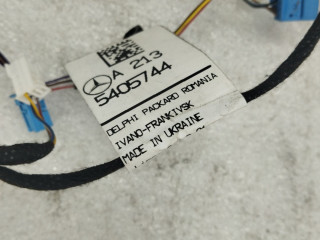 A 213
5405744
DELPHI PACKARD ROMANIA
IVANO-FRANKIVSK
MADE IN UKRAINE